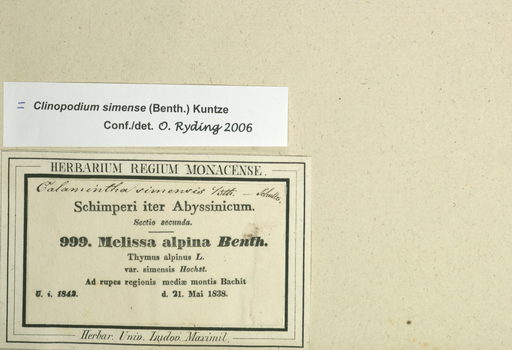 = Clinopodium simense (Benth.) Kuntze
Conf./det. O. Ryding 2006
HERBARIUM REGIUM MONACENSE.
Calamintha simensis Bth. —
Schimperi iter Abyssinicum.
Sectio secunda.
999. Melissa alpina Benth.
Thymus alpinus L.
var. simensis Hochst.
Ad rupes regionis mediæ montis Bachit
U. i. 1842. d. 21. Mai 1838.
Herbar. Univ. Ludov. Maximil.